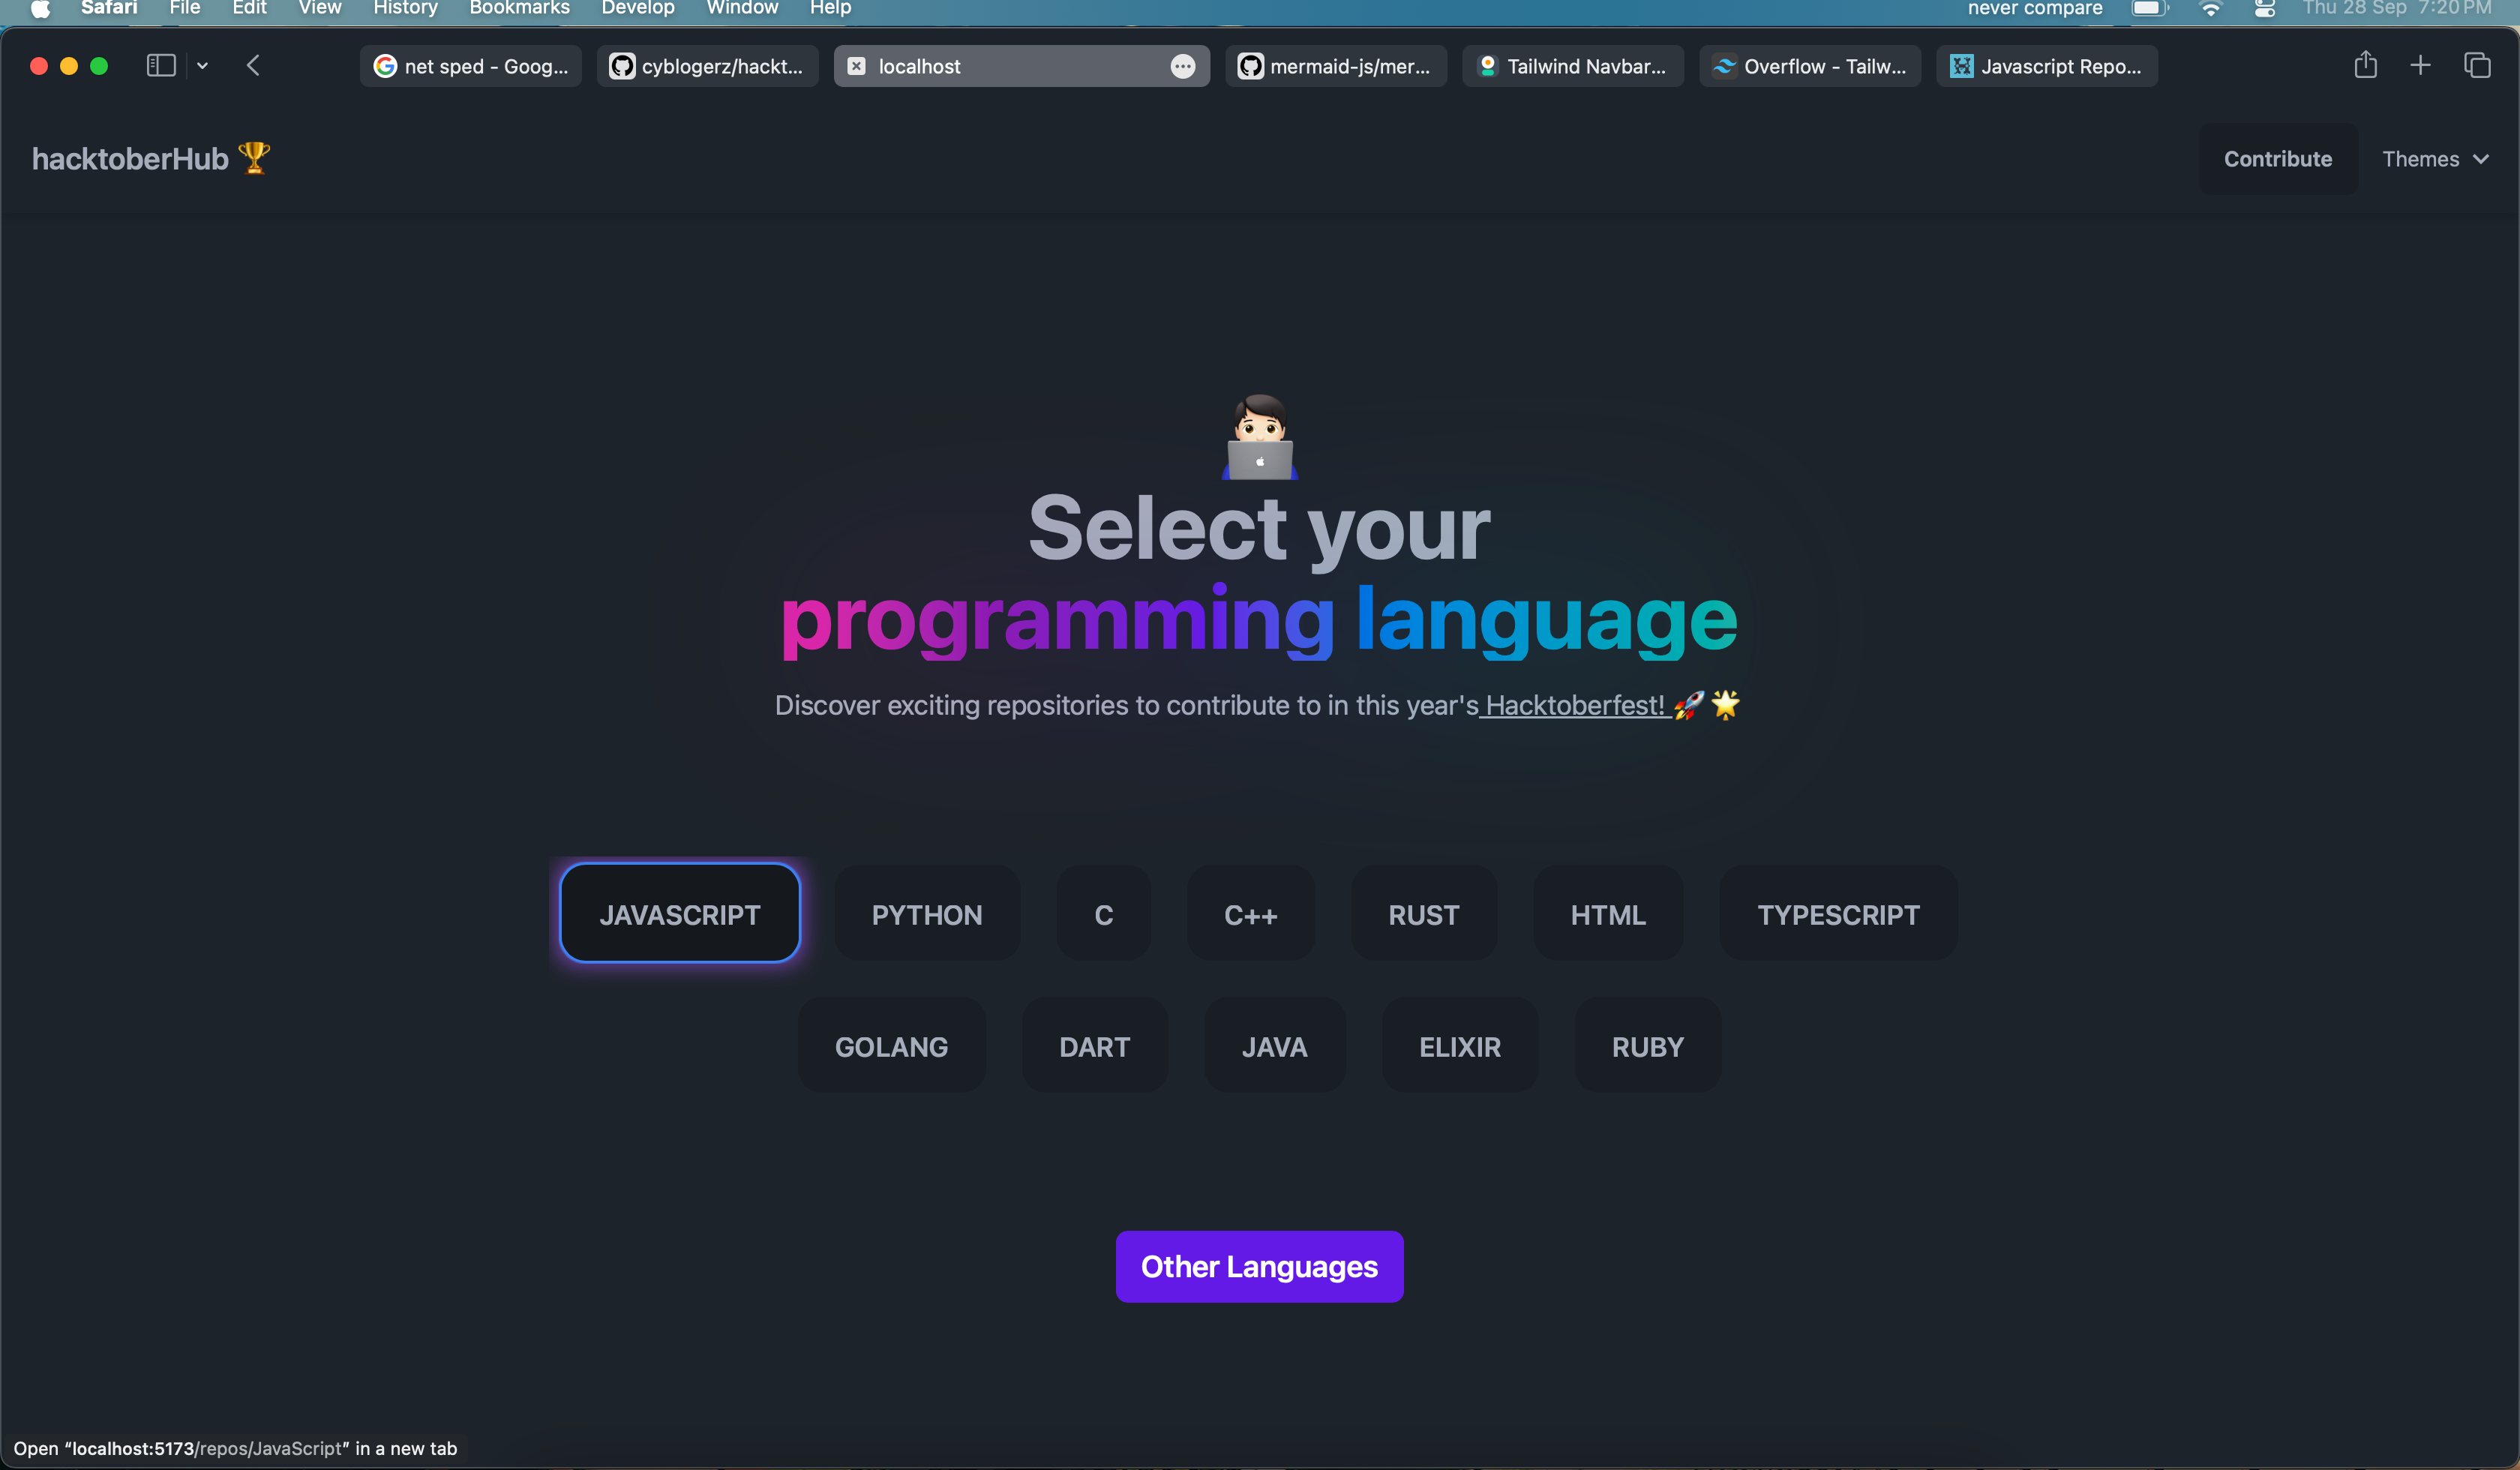 Safari File Edit View History Bookmarks Develop Window Help never compare Thu 28 Sep 7:20 PM
net sped - Goog... cyblogerz/hackt... localhost mermaid-js/mer... Tailwind Navbar... Overflow - Tailw... Javascript Repo...
hacktoberHub Contribute Themes
Select your
programming language
Discover exciting repositories to contribute to in this year's Hacktoberfest!
JAVASCRIPT PYTHON C C++ RUST HTML TYPESCRIPT
GOLANG DART JAVA ELIXIR RUBY
Other Languages
Open “localhost:5173/repos/JavaScript” in a new tab